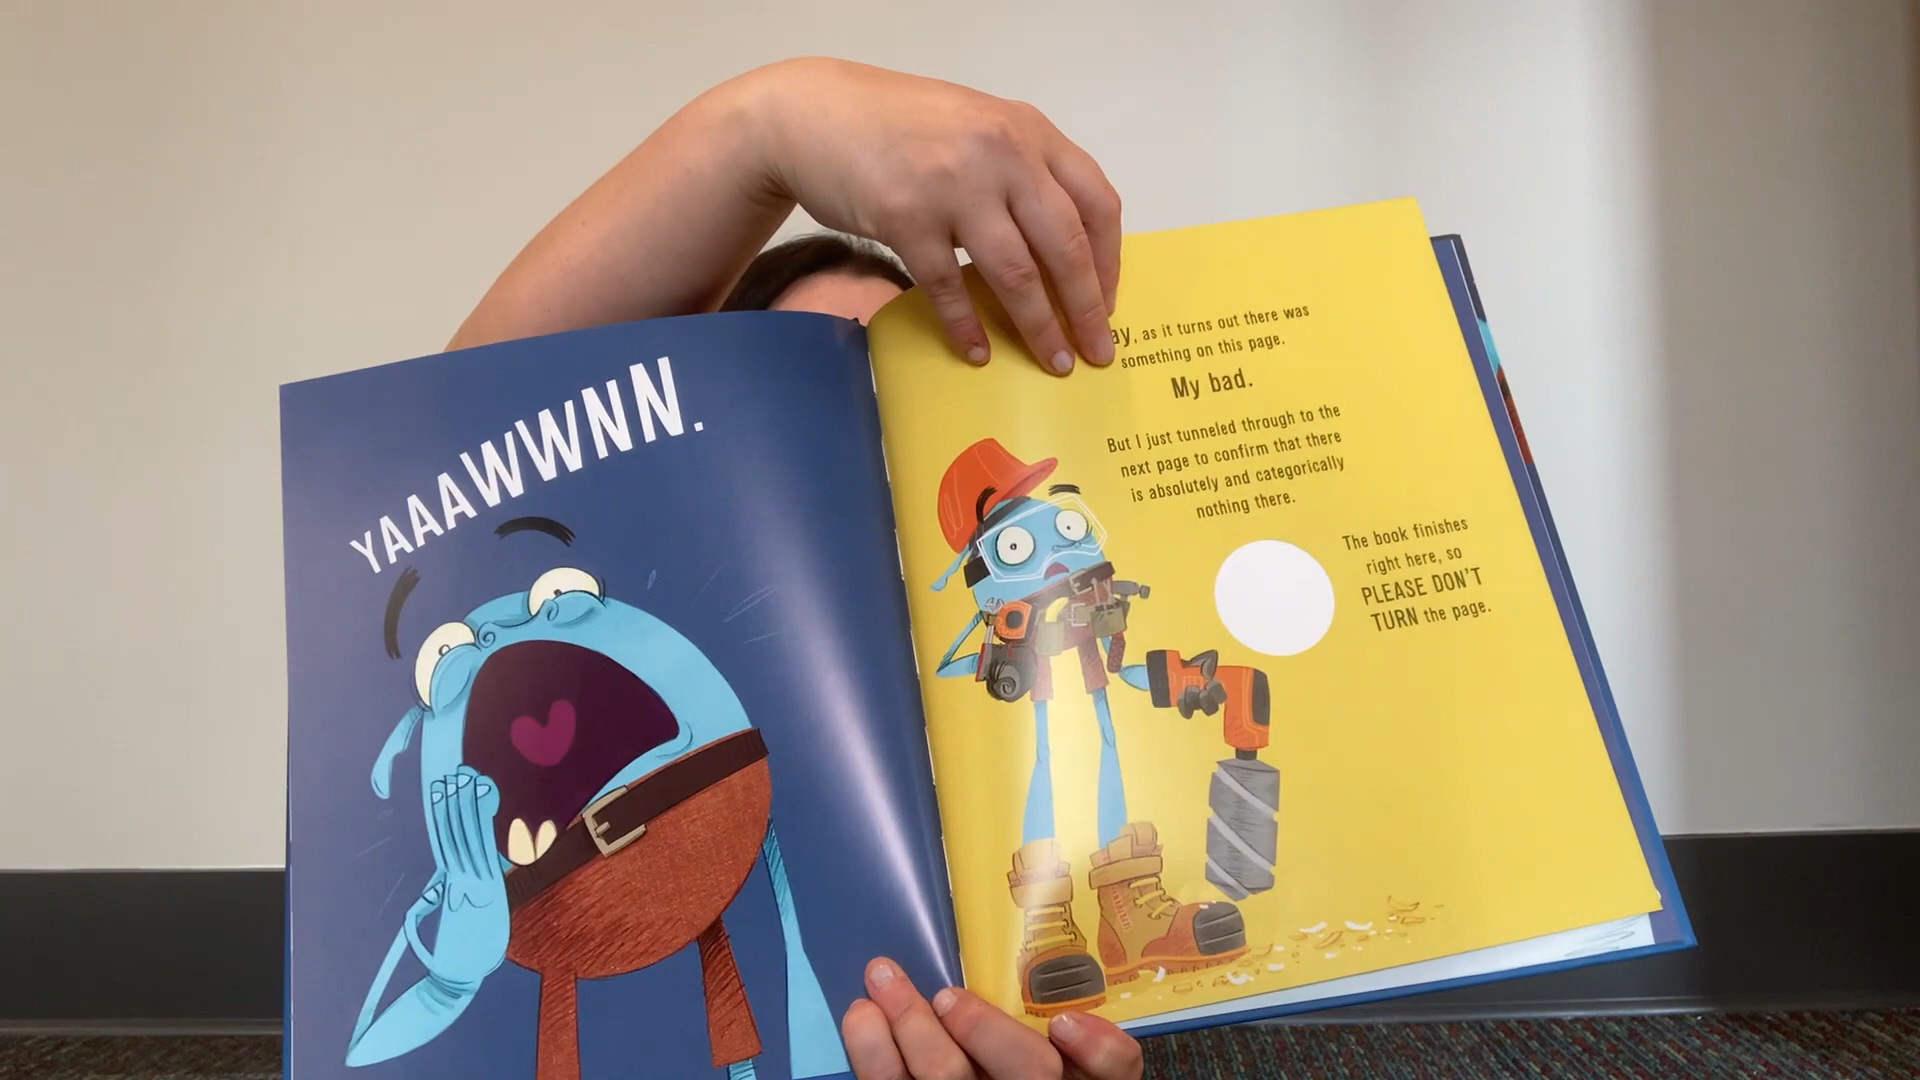 YAAAWWNN.
as it turns out there was
something on this page.
My bad.
But I just tunneled through to the
next page to confirm that there
is absolutely and categorically
nothing there.
The book finishes
right here, so
PLEASE DON'T
TURN the page.